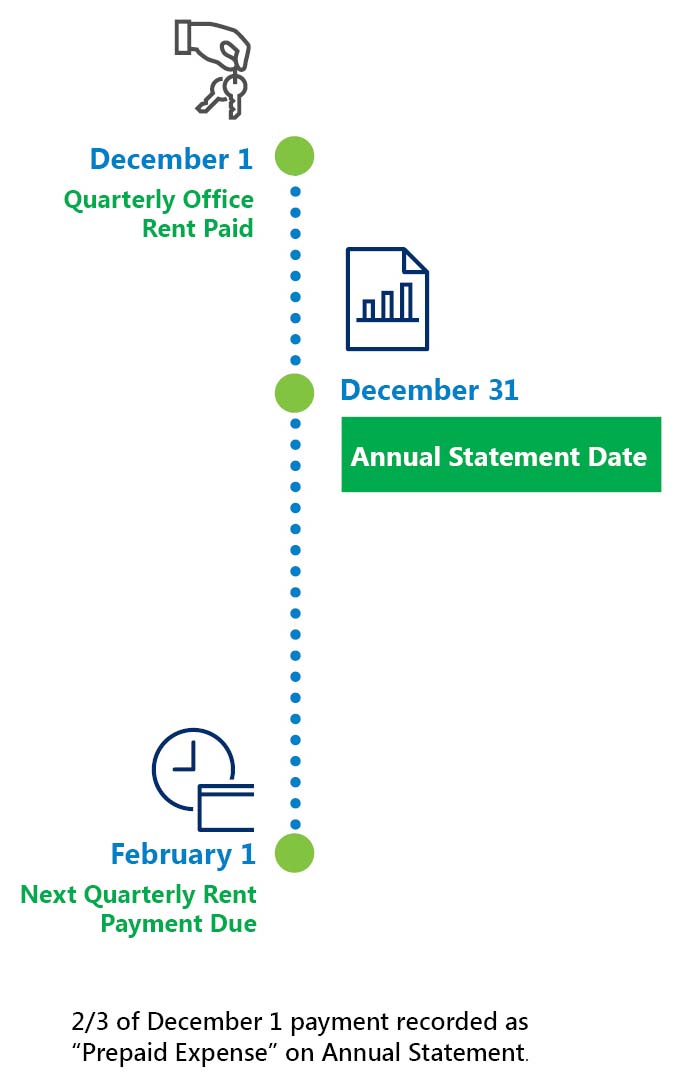 December 1
Quarterly Office
Rent Paid
December 31
Annual Statement Date
February 1
Next Quarterly Rent
Payment Due
2/3 of December 1 payment recorded as
“Prepaid Expense” on Annual Statement.